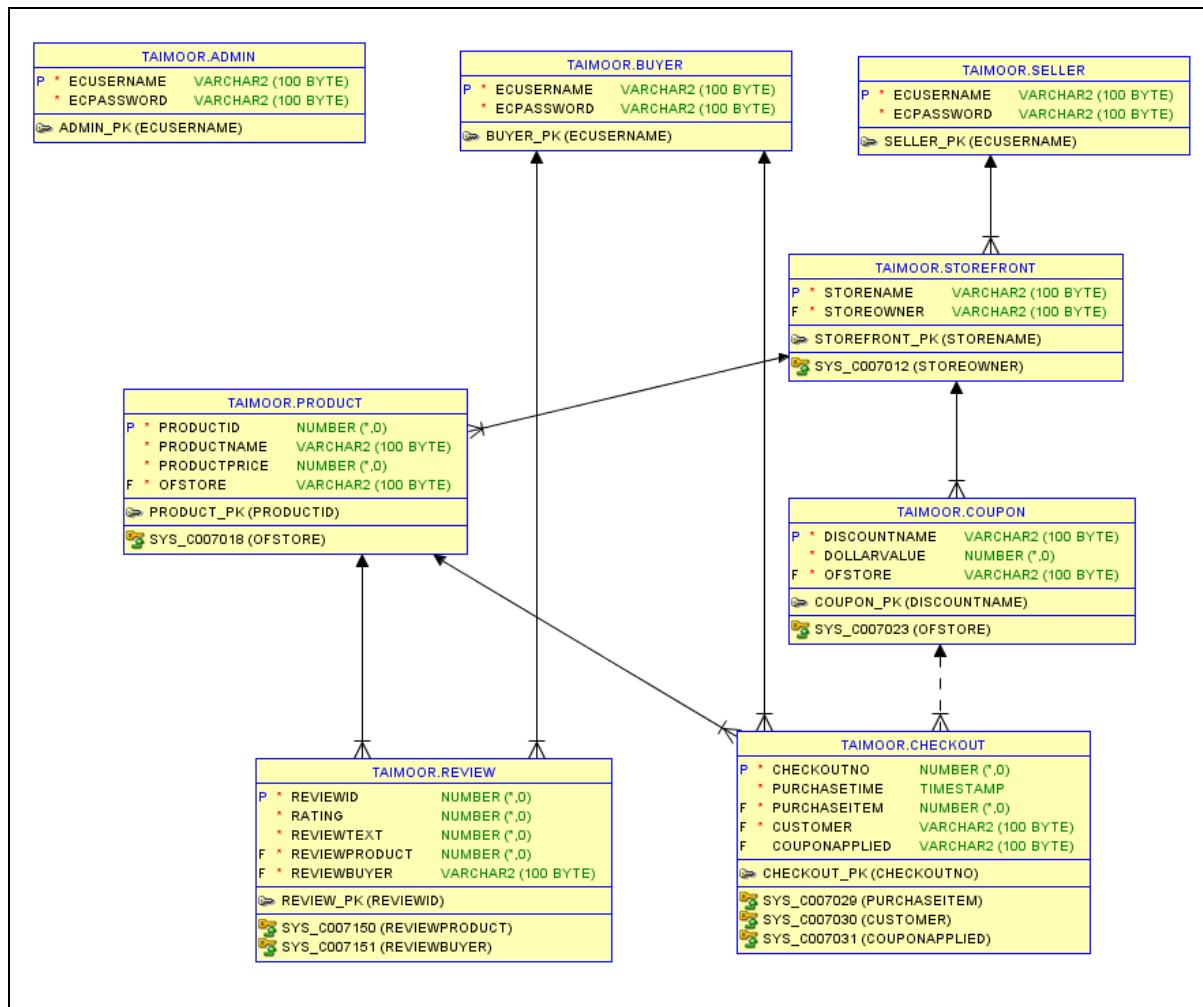 TAIMOOR.ADMIN
P * ECUSERNAME VARCHAR2 (100 BYTE)
* ECPASSWORD VARCHAR2 (100 BYTE)
ADMIN_PK (ECUSERNAME)
TAIMOOR.BUYER
P * ECUSERNAME VARCHAR2 (100 BYTE)
* ECPASSWORD VARCHAR2 (100 BYTE)
BUYER_PK (ECUSERNAME)
TAIMOOR.SELLER
P * ECUSERNAME VARCHAR2 (100 BYTE)
* ECPASSWORD VARCHAR2 (100 BYTE)
SELLER_PK (ECUSERNAME)
TAIMOOR.STOREFRONT
P * STORENAME VARCHAR2 (100 BYTE)
F * STOREOWNER VARCHAR2 (100 BYTE)
STOREFRONT_PK (STORENAME)
SYS_C007012 (STOREOWNER)
TAIMOOR.PRODUCT
P * PRODUCTID NUMBER (*,0)
* PRODUCTNAME VARCHAR2 (100 BYTE)
* PRODUCTPRICE NUMBER (*,0)
F * OFSTORE VARCHAR2 (100 BYTE)
PRODUCT_PK (PRODUCTID)
SYS_C007018 (OFSTORE)
TAIMOOR.COUPON
P * DISCOUNTNAME VARCHAR2 (100 BYTE)
* DOLLARVALUE NUMBER (*,0)
F * OFSTORE VARCHAR2 (100 BYTE)
COUPON_PK (DISCOUNTNAME)
SYS_C007023 (OFSTORE)
TAIMOOR.REVIEW
P * REVIEWID NUMBER (*,0)
* RATING NUMBER (*,0)
* REVIEWTEXT NUMBER (*,0)
F * REVIEWPRODUCT NUMBER (*,0)
F * REVIEWBUYER VARCHAR2 (100 BYTE)
REVIEW_PK (REVIEWID)
SYS_C007150 (REVIEWPRODUCT)
SYS_C007151 (REVIEWBUYER)
TAIMOOR.CHECKOUT
P * CHECKOUTNO NUMBER (*,0)
* PURCHASETIME TIMESTAMP
F * PURCHASEITEM NUMBER (*,0)
F * CUSTOMER VARCHAR2 (100 BYTE)
F COUPONAPPLIED VARCHAR2 (100 BYTE)
CHECKOUT_PK (CHECKOUTNO)
SYS_C007029 (PURCHASEITEM)
SYS_C007030 (CUSTOMER)
SYS_C007031 (COUPONAPPLIED)